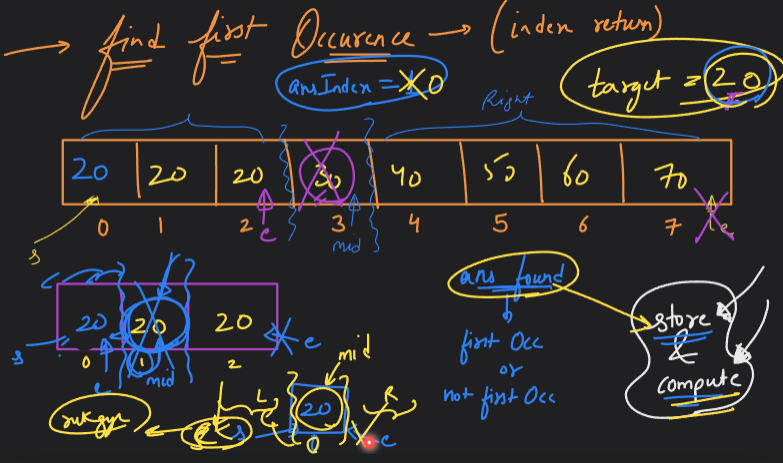 → find first Occurence → (index return)
ansIndex = X 0
target = 20
Right
20 20 20 30 40 50 60 70
s e mid e
0 1 2 3 4 5 6 7
20 20 20
s e
0 1 2
e mid
mid
L 20 R
s 0 e
rukgya
ans found
first Occ
or
not first Occ
store
&
compute